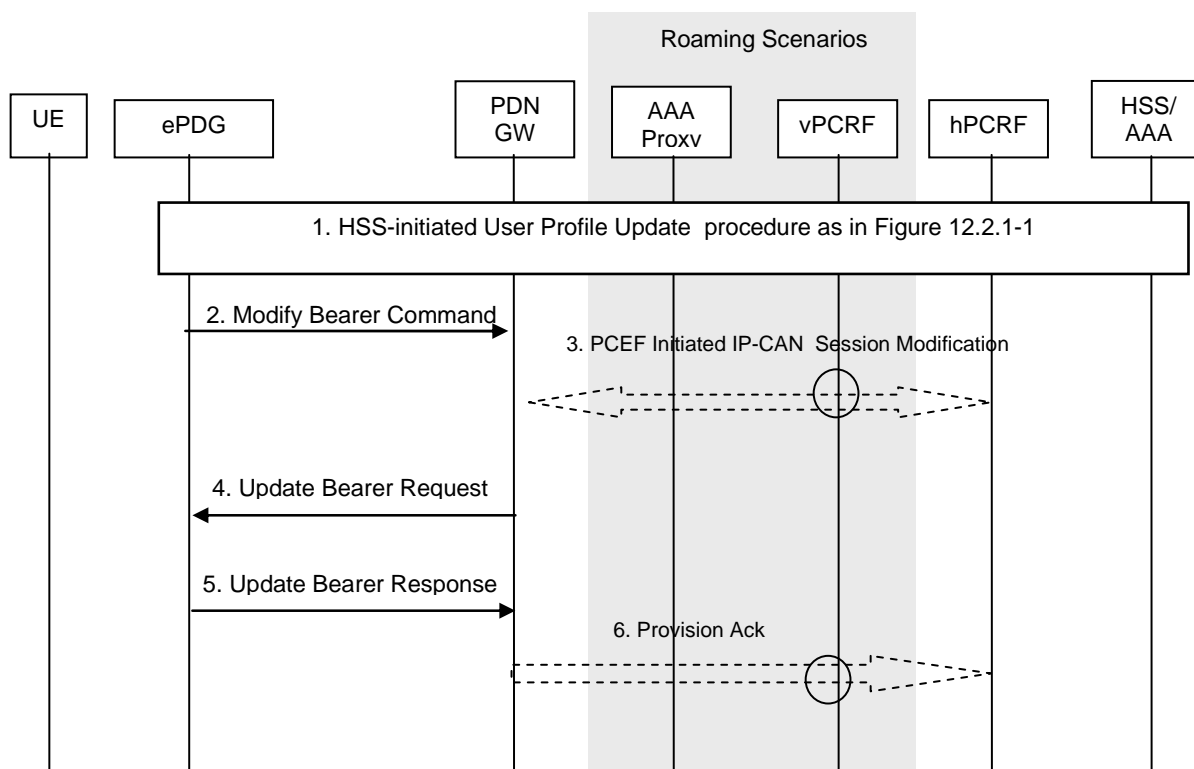 Roaming Scenarios
UE
ePDG
PDN
GW
AAA
Proxy
vPCRF
hPCRF
HSS/
AAA
1. HSS-initiated User Profile Update procedure as in Figure 12.2.1-1
2. Modify Bearer Command
3. PCEF Initiated IP-CAN Session Modification
4. Update Bearer Request
5. Update Bearer Response
6. Provision Ack